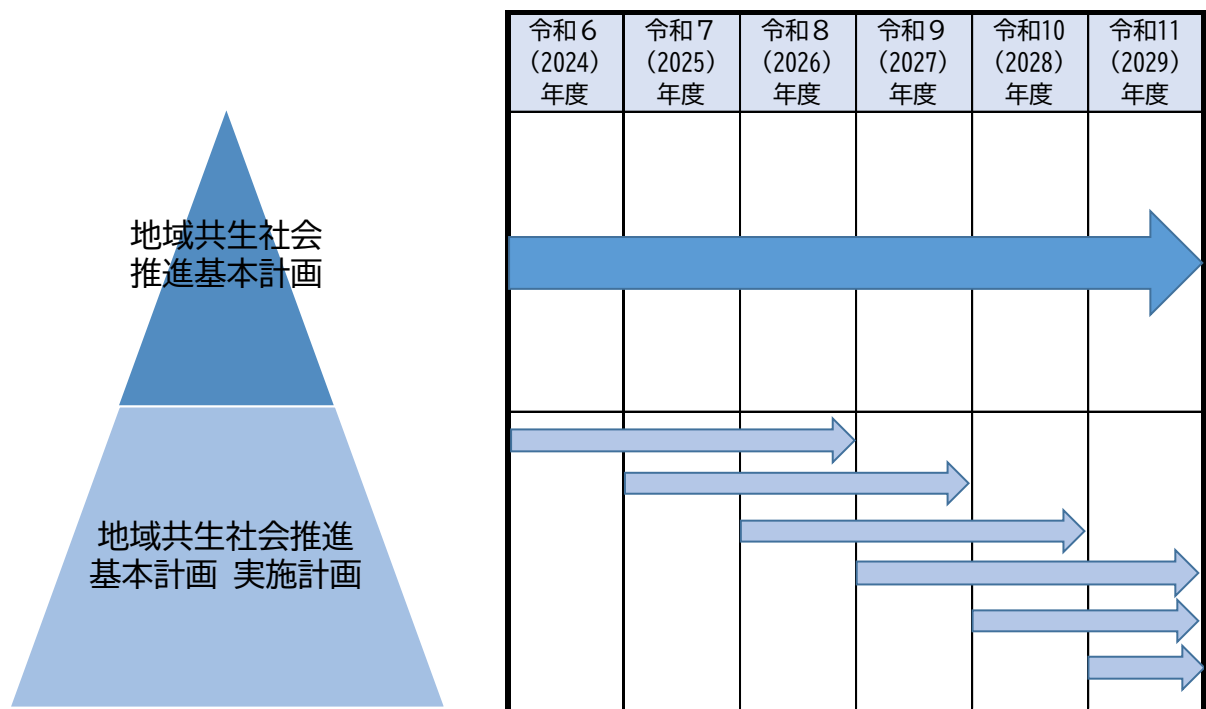 令和６
（2024）
年度
令和７
（2025）
年度
令和８
（2026）
年度
令和９
（2027）
年度
令和10
（2028）
年度
令和11
（2029）
年度
地域共生社会
推進基本計画
地域共生社会推進
基本計画 実施計画